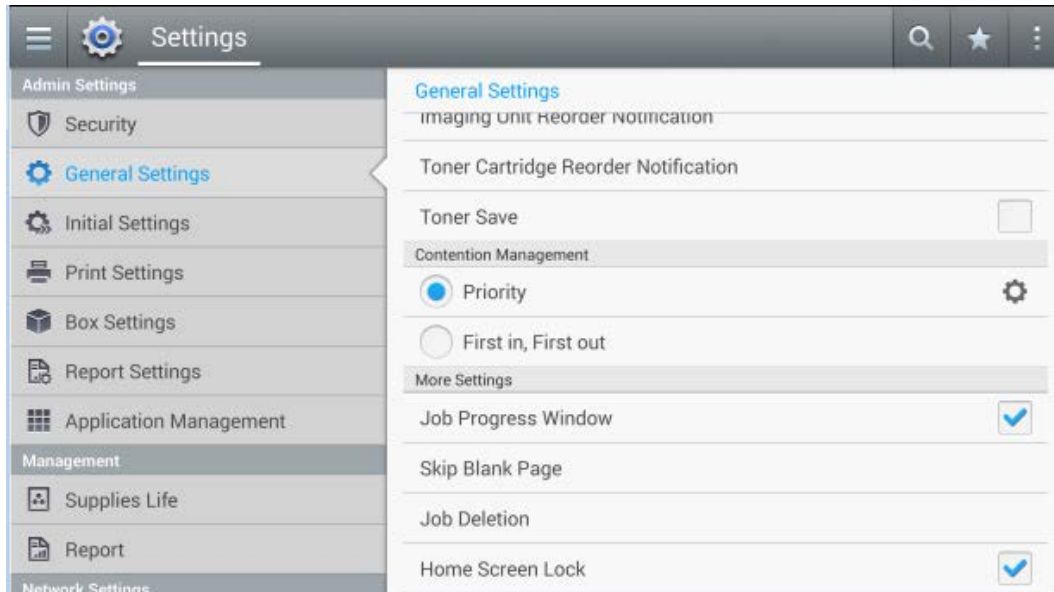 Settings
Admin Settings
Security
General Settings
Initial Settings
Print Settings
Box Settings
Report Settings
Application Management
Management
Supplies Life
Report
Network Settings
General Settings
Imaging Unit Reorder Notification
Toner Cartridge Reorder Notification
Toner Save
Contention Management
Priority
First in, First out
More Settings
Job Progress Window
Skip Blank Page
Job Deletion
Home Screen Lock